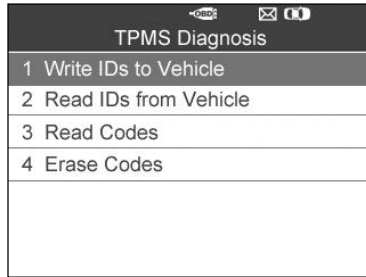 OBD
TPMS Diagnosis
1 Write IDs to Vehicle
2 Read IDs from Vehicle
3 Read Codes
4 Erase Codes